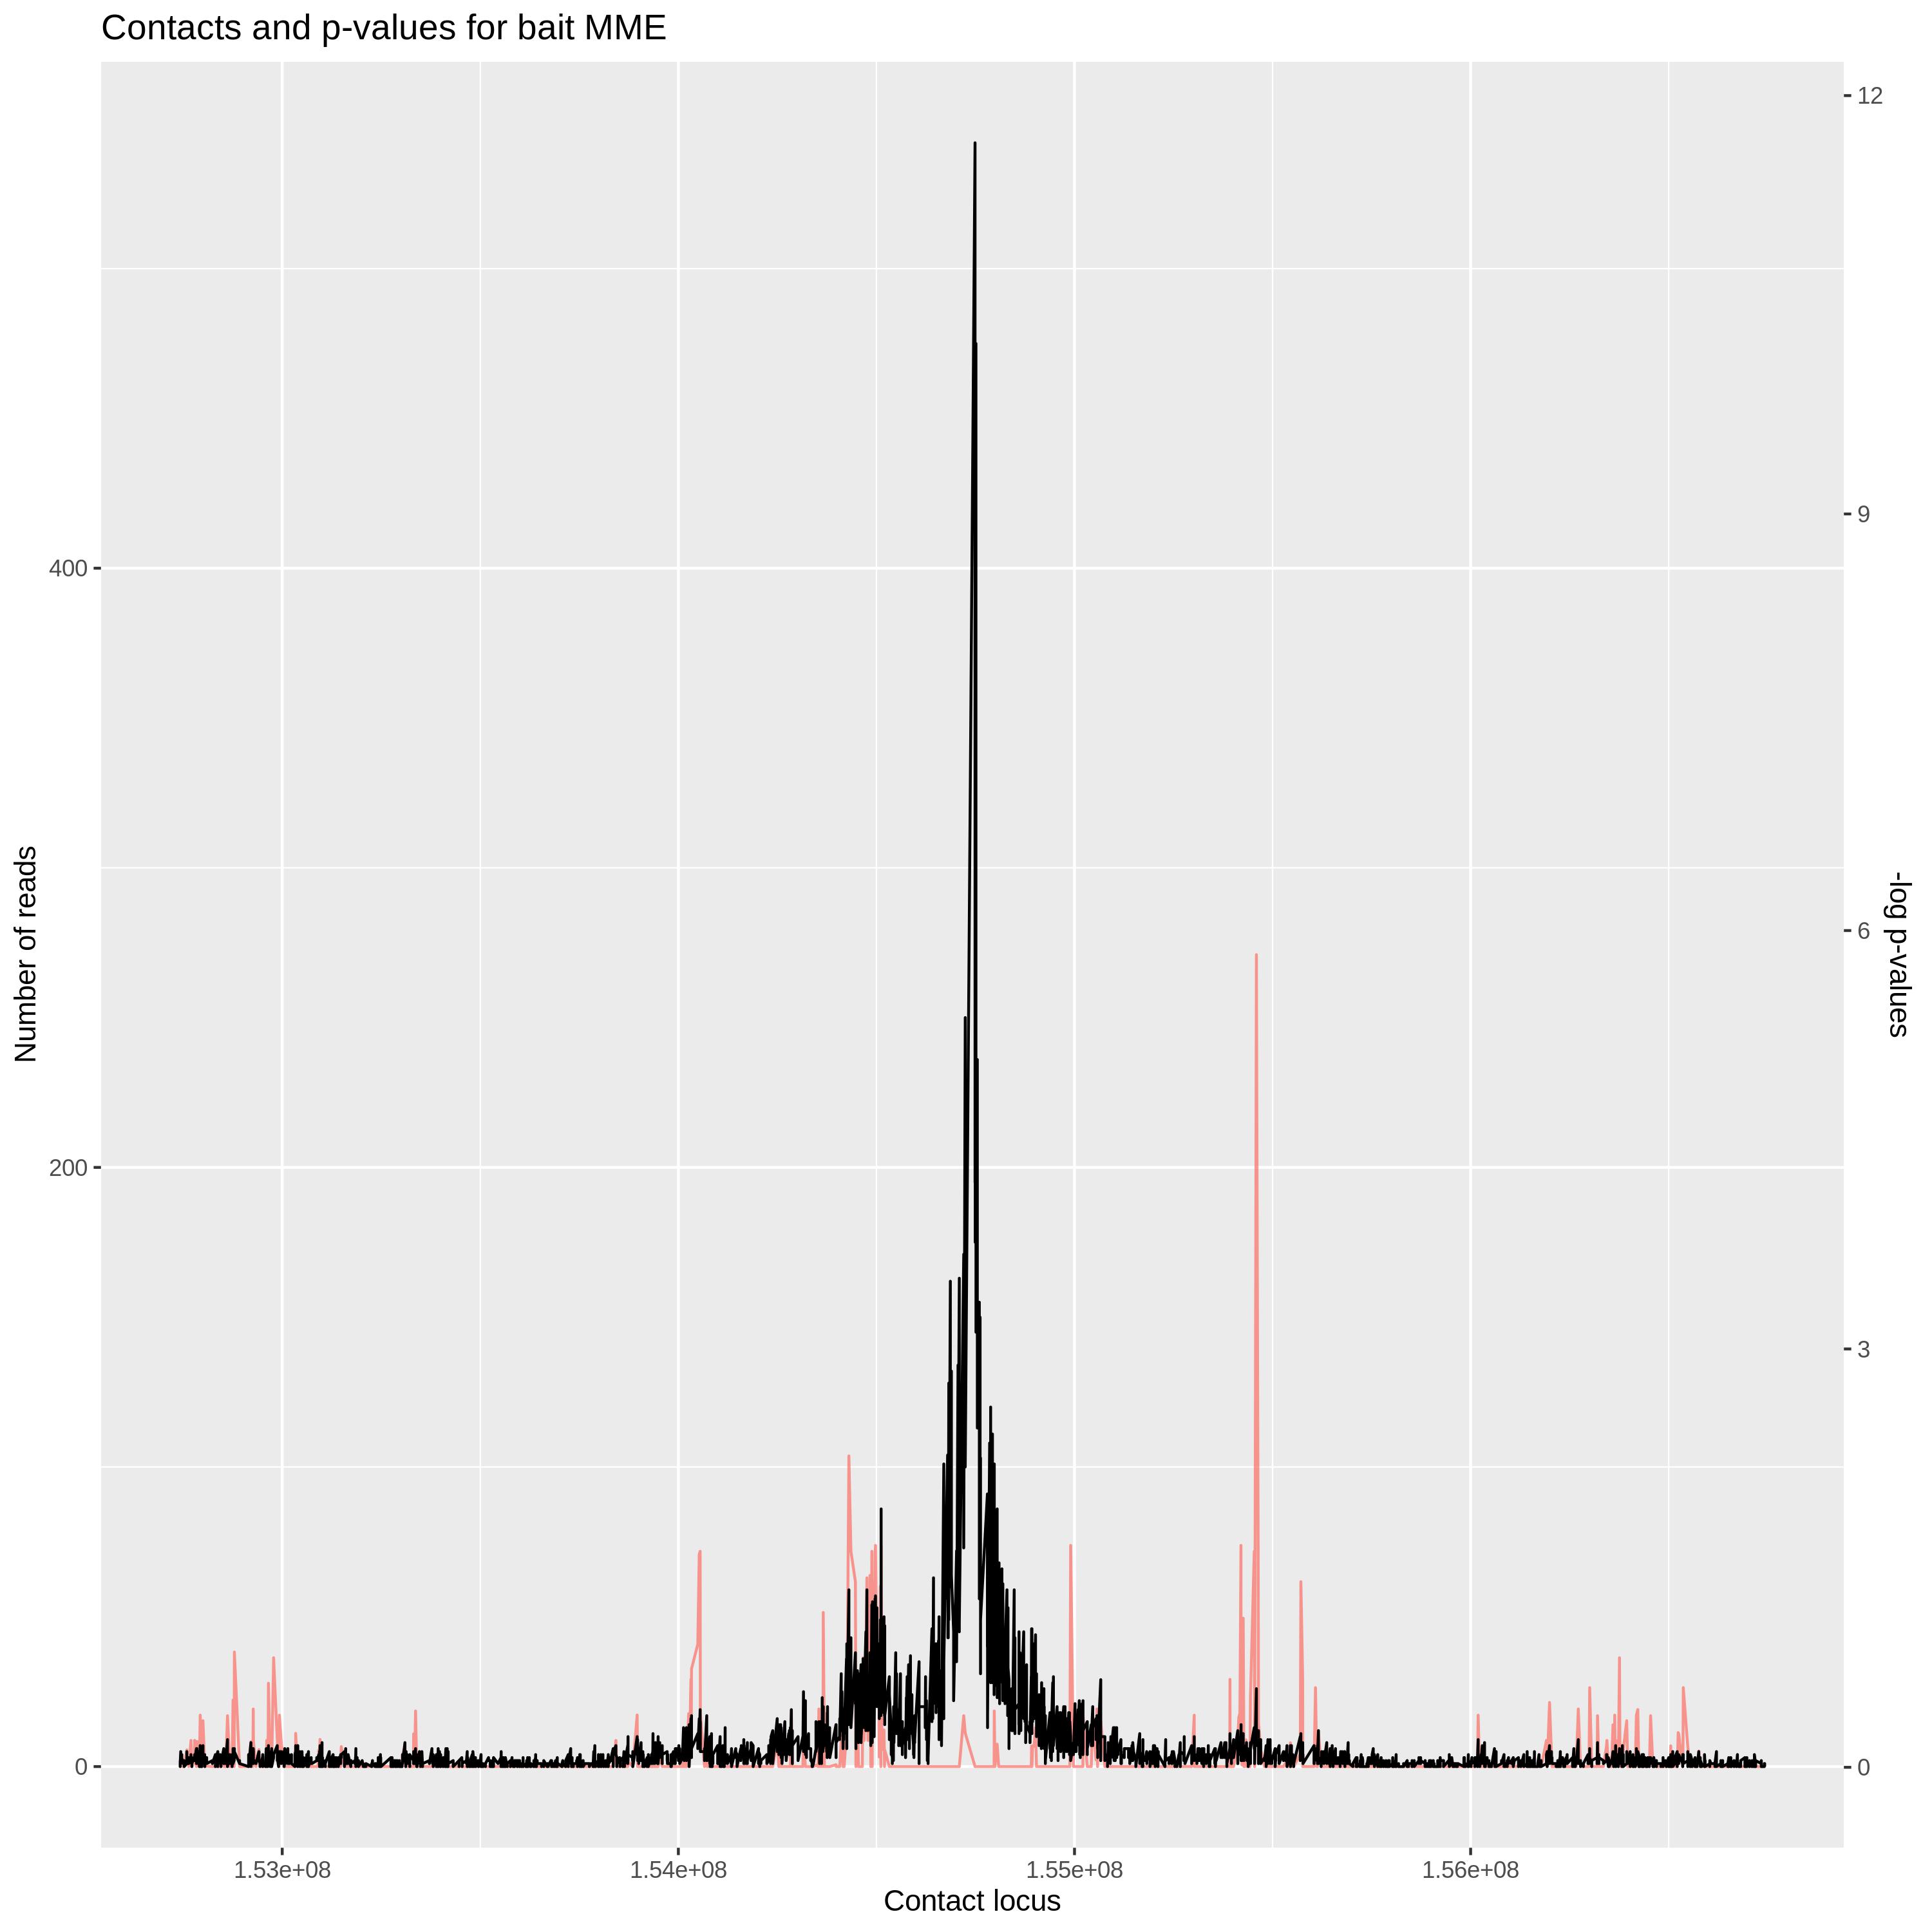 Contacts and p-values for bait MME
Number of reads
400
200
0
12
9
6
3
0
-log p-values
1.53e+08
1.54e+08
1.55e+08
1.56e+08
Contact locus